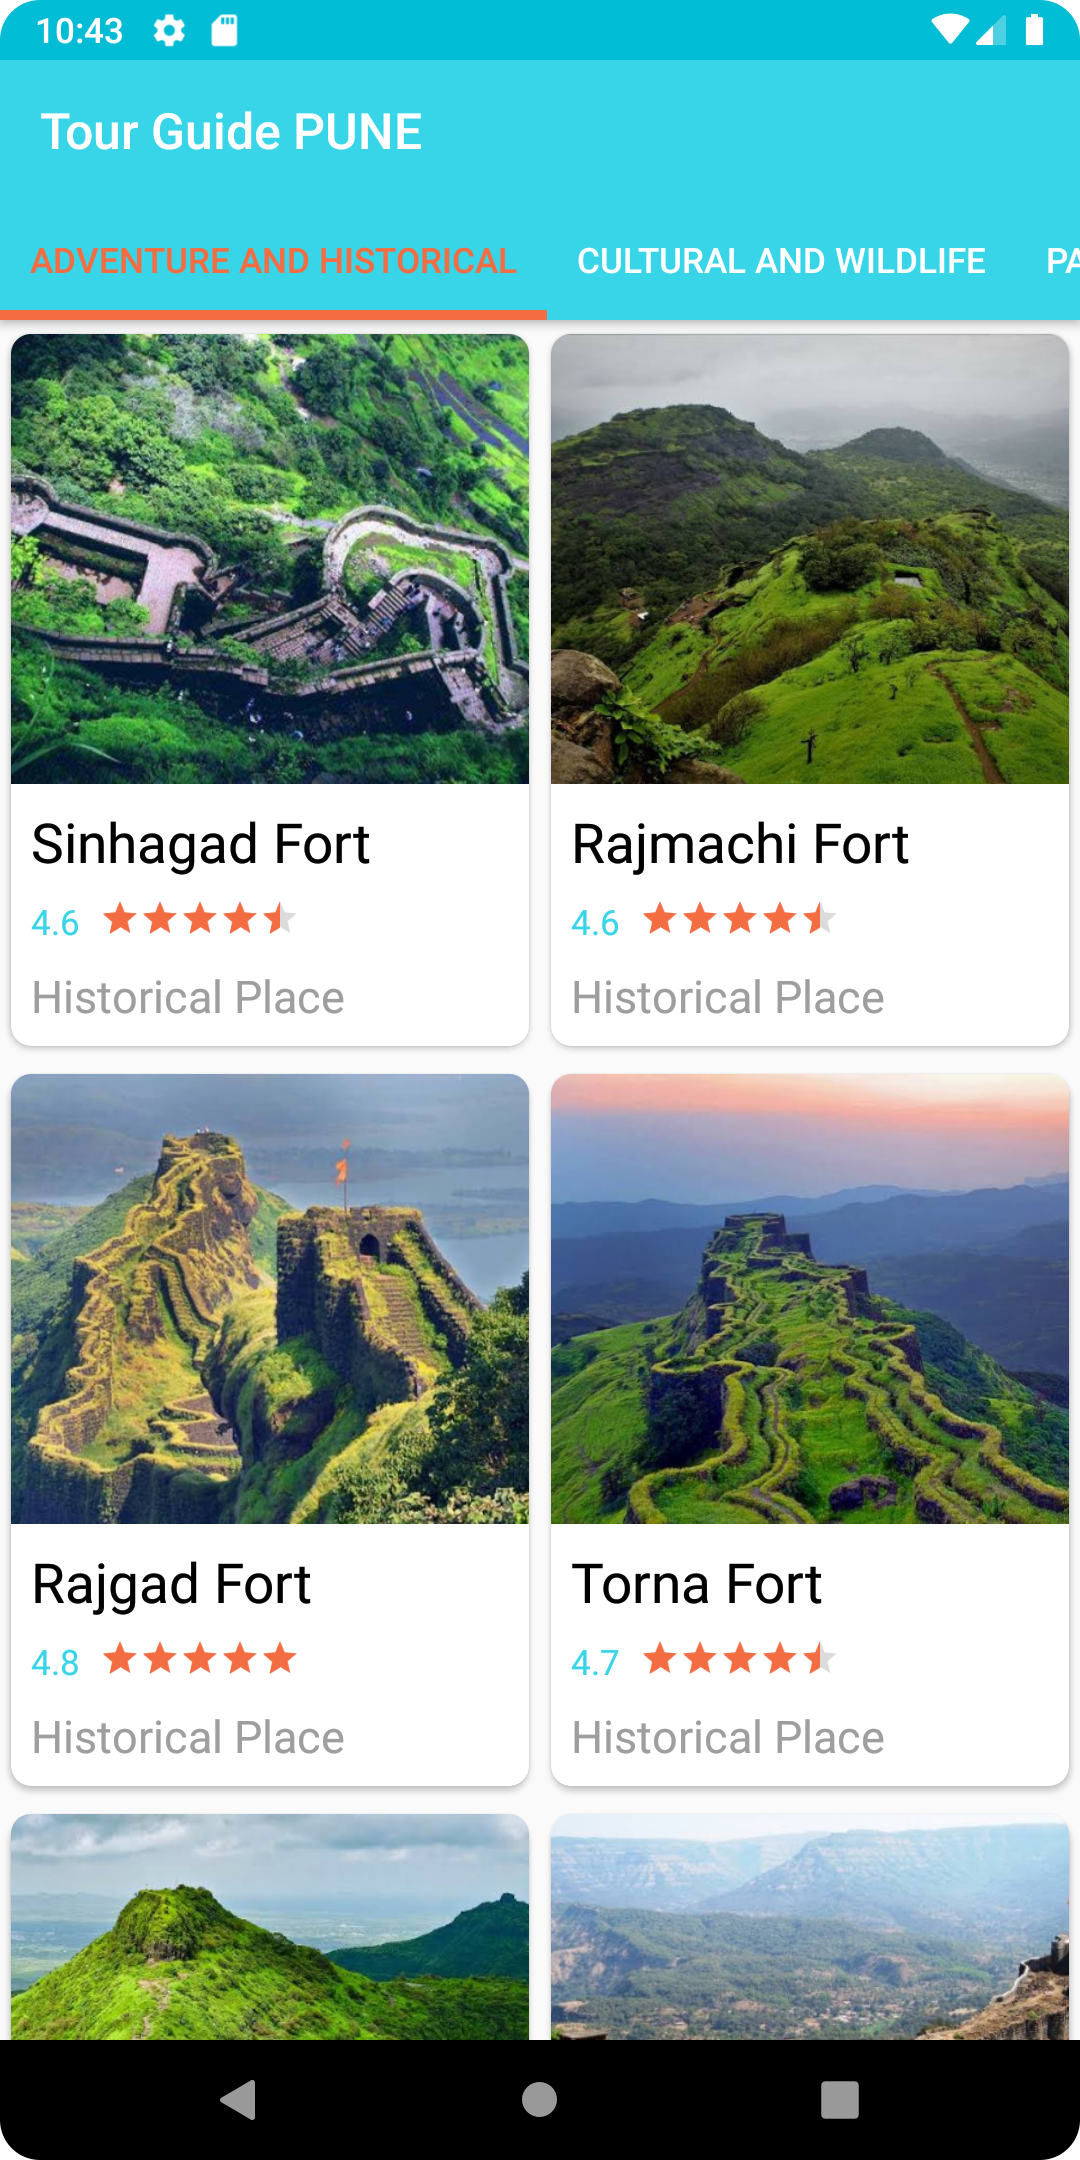 10:43
Tour Guide PUNE
ADVENTURE AND HISTORICAL
CULTURAL AND WILDLIFE
PA
Sinhagad Fort
4.6
Historical Place
Rajmachi Fort
4.6
Historical Place
Rajgad Fort
4.8
Historical Place
Torna Fort
4.7
Historical Place